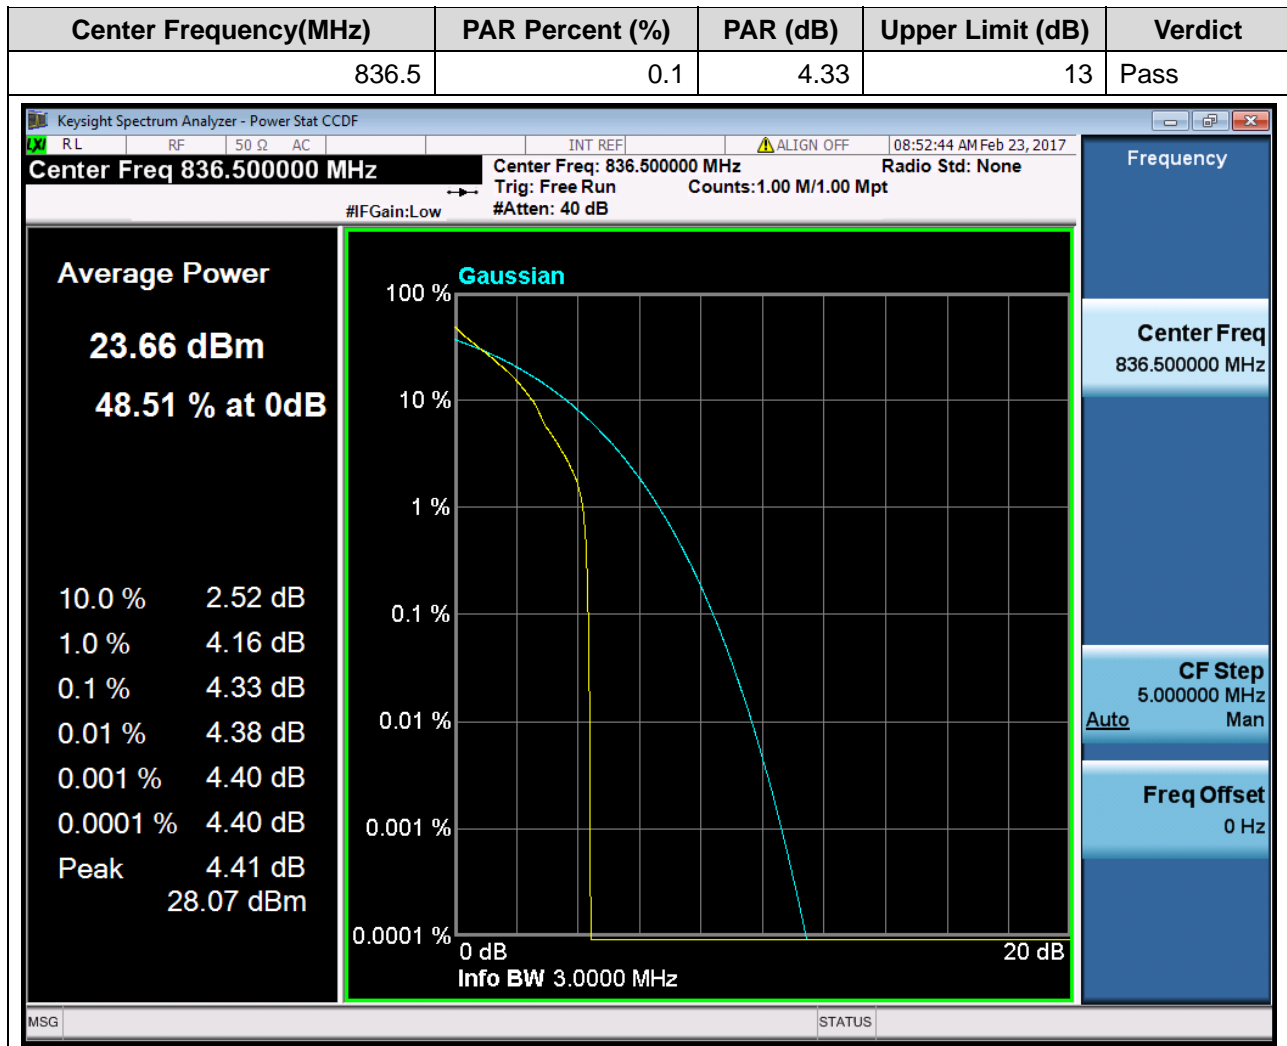 Center Frequency(MHz) PAR Percent (%) PAR (dB) Upper Limit (dB) Verdict
836.5 0.1 4.33 13 Pass
Keysight Spectrum Analyzer - Power Stat CCDF
LXI RL RF 50 Ω AC INT REF ALIGN OFF 08:52:44 AM Feb 23, 2017
Center Freq 836.500000 MHz
Center Freq: 836.500000 MHz Radio Std: None
Trig: Free Run Counts:1.00 M/1.00 Mpt
#IFGain:Low #Atten: 40 dB
Average Power
23.66 dBm
48.51 % at 0dB
10.0 % 2.52 dB
1.0 % 4.16 dB
0.1 % 4.33 dB
0.01 % 4.38 dB
0.001 % 4.40 dB
0.0001 % 4.40 dB
Peak 4.41 dB
28.07 dBm
Gaussian
100 %
10 %
1 %
0.1 %
0.01 %
0.001 %
0.0001 %
0 dB 20 dB
Info BW 3.0000 MHz
Frequency
Center Freq
836.500000 MHz
CF Step
5.000000 MHz
Auto Man
Freq Offset
0 Hz
MSG STATUS